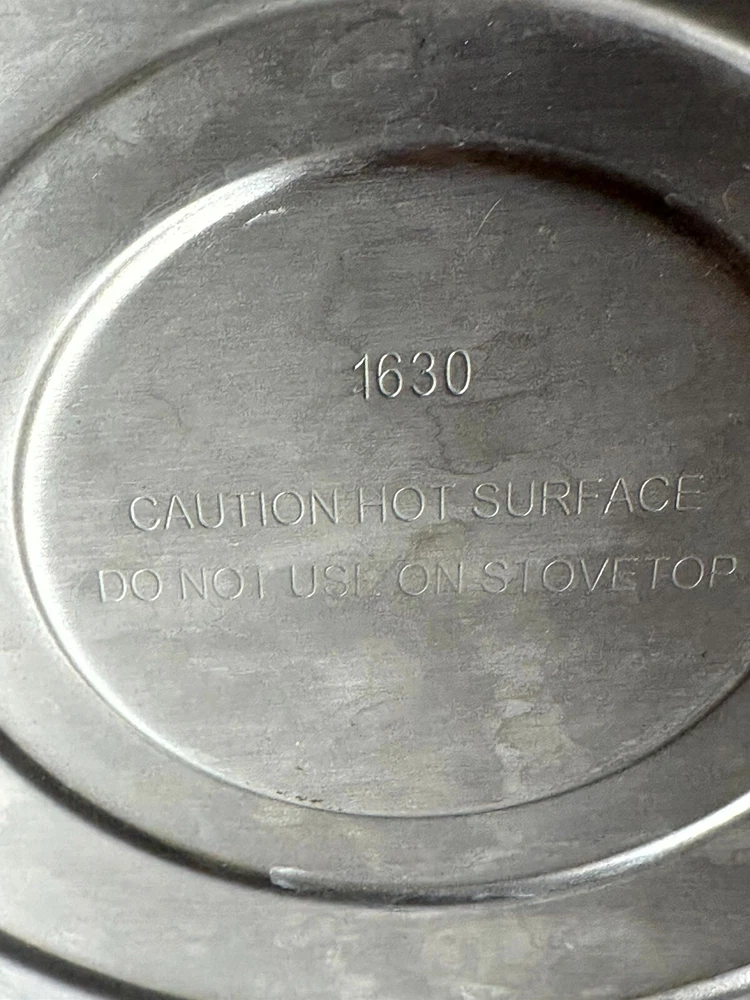 1630
CAUTION HOT SURFACE
DO NOT USE ON STOVETOP